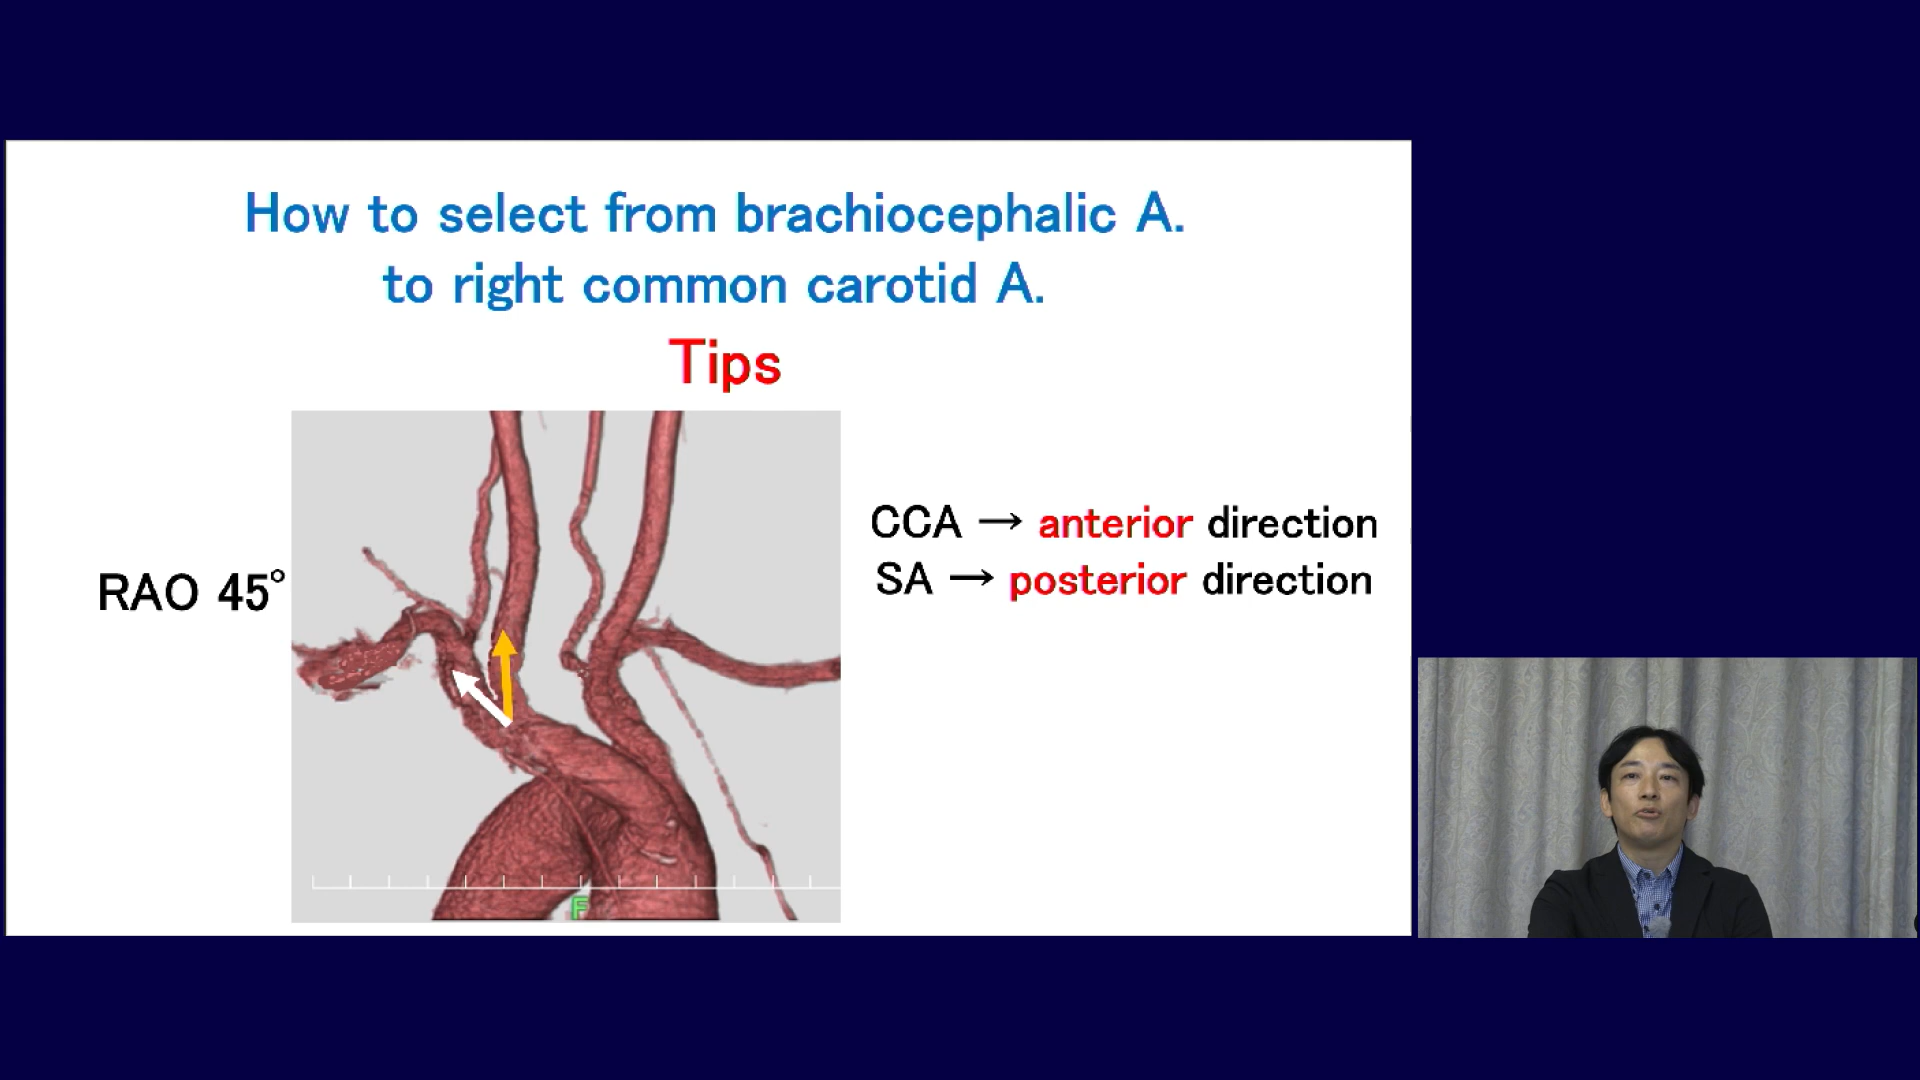 How to select from brachiocephalic A.
to right common carotid A.
Tips
RAO 45°
CCA → anterior direction
SA → posterior direction
F